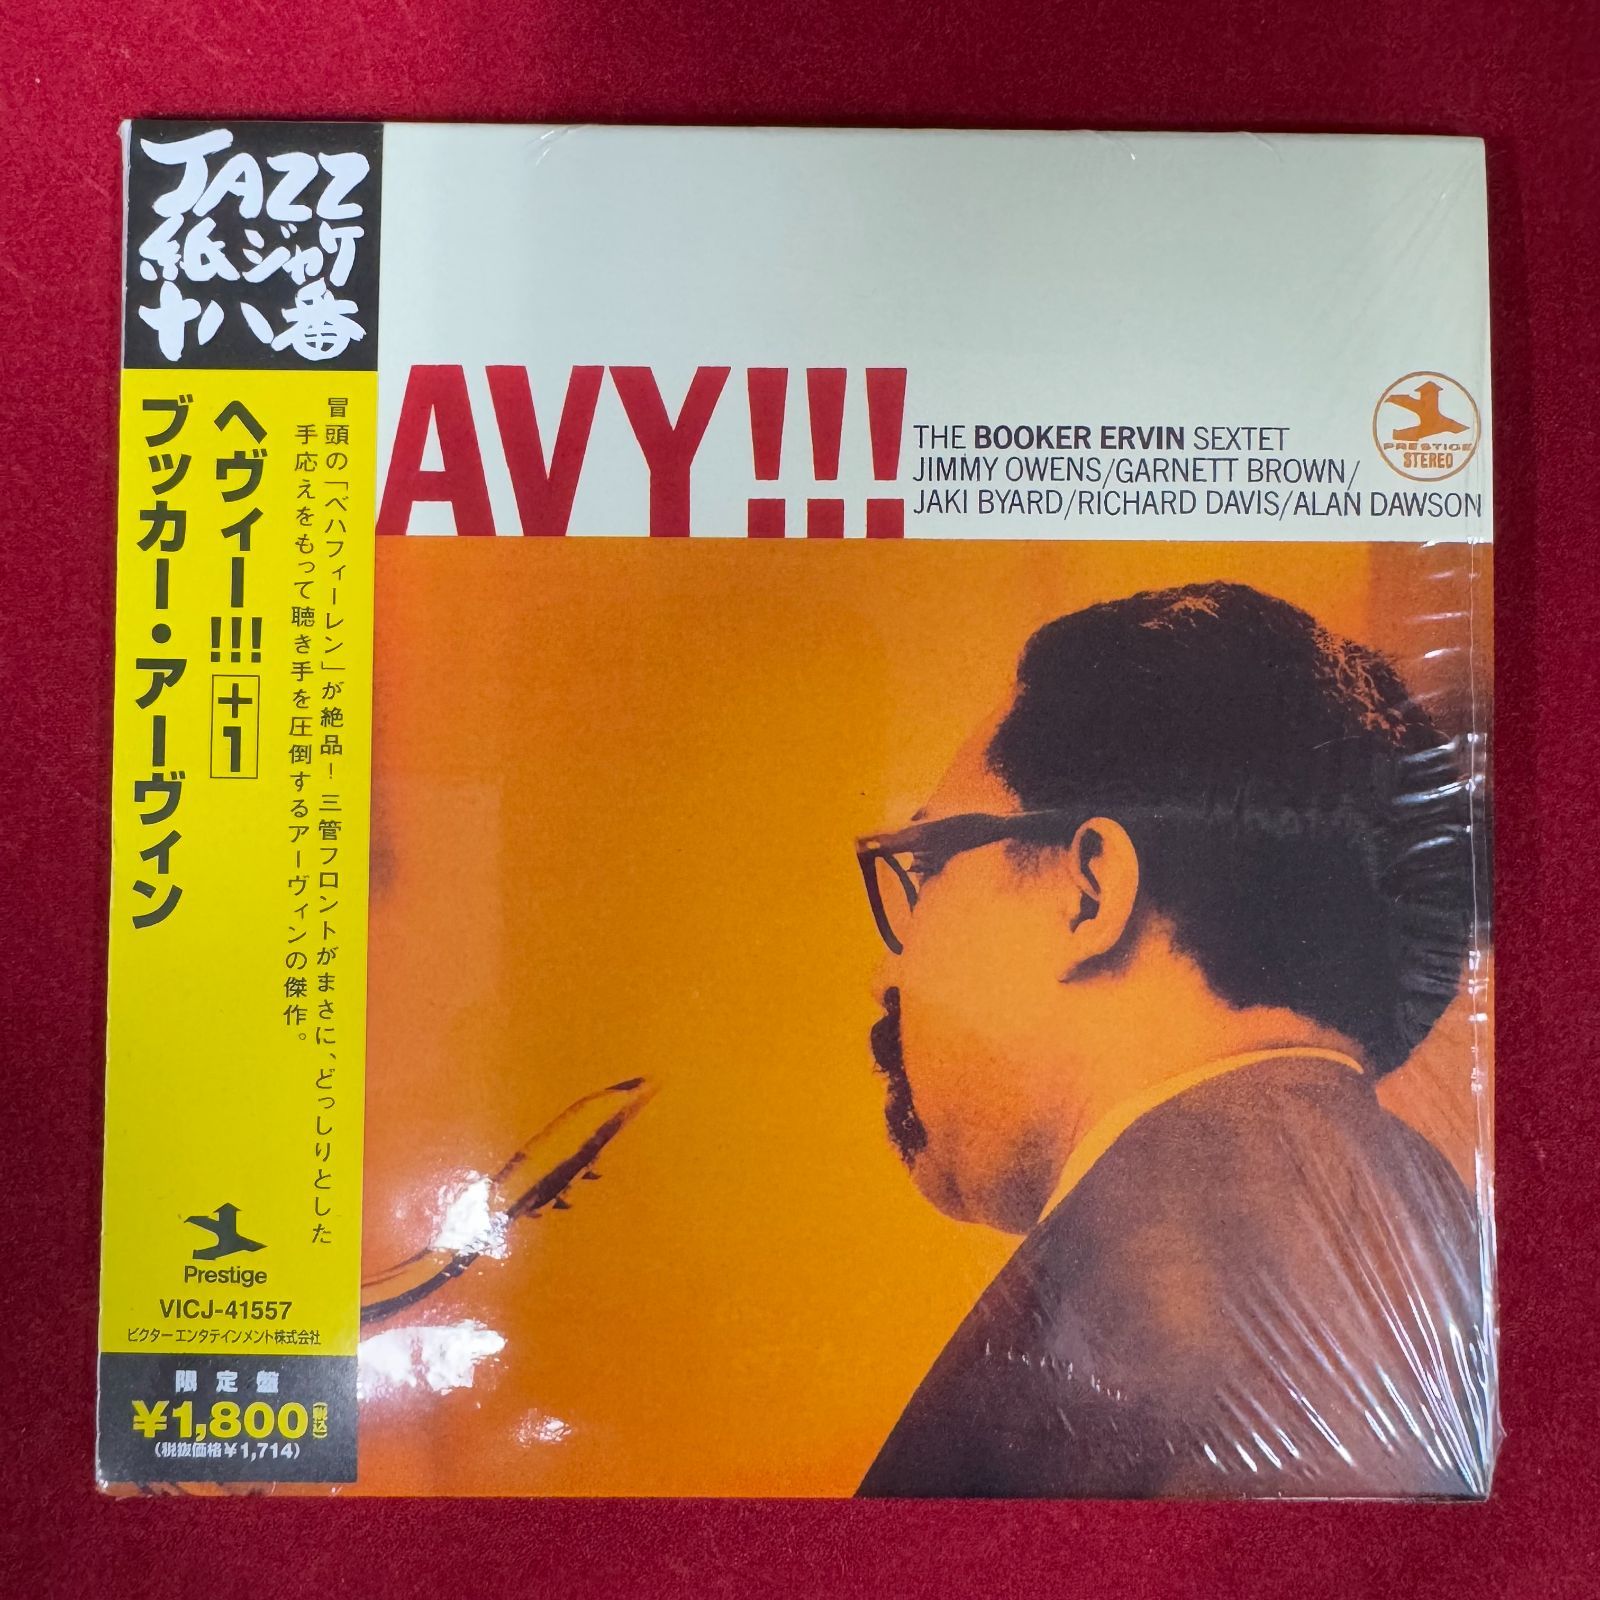 JAZZ
紙ジャケ
十八番
冒頭の「ベハフィーレン」が絶品！三管フロントがまさに、どっしりとした
手応えをもって聴き手を圧倒するアーヴィンの傑作。
ヘヴィー!!! +1
ブッカー・アーヴィン
Prestige
VICJ-41557
ビクターエンタテインメント株式会社
限定盤
¥1,800(税込)
(税抜価格¥1,714)
AVY!!!
THE BOOKER ERVIN SEXTET
JIMMY OWENS/GARNETT BROWN/
JAKI BYARD/RICHARD DAVIS/ALAN DAWSON
PRESTIGE
STEREO